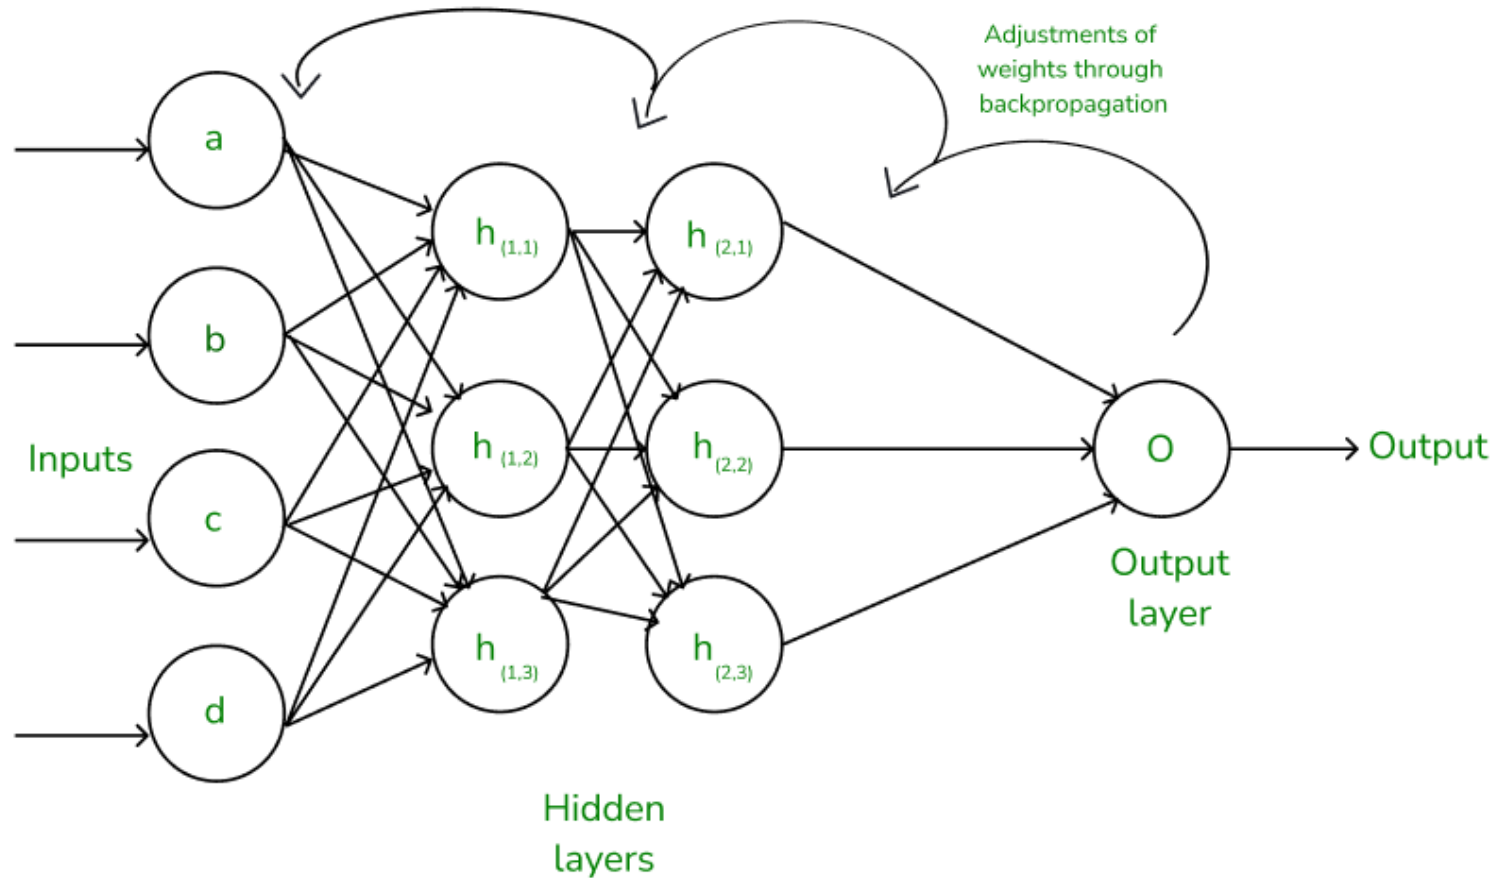 Adjustments of
weights through
backpropagation
a
h (1,1)
h (2,1)
b
Inputs
h (1,2)
h (2,2)
O
Output
c
Output
layer
h (1,3)
h (2,3)
d
Hidden
layers